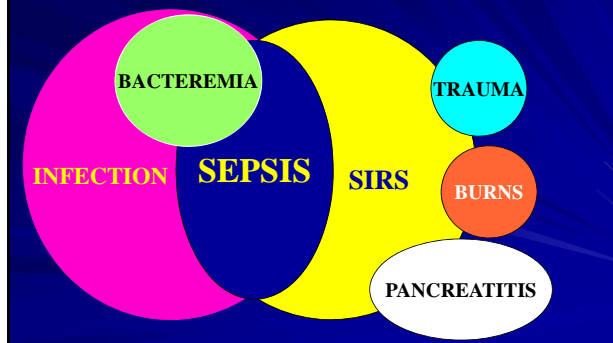 BACTEREMIA
TRAUMA
INFECTION
SEPSIS
SIRS
BURNS
PANCREATITIS